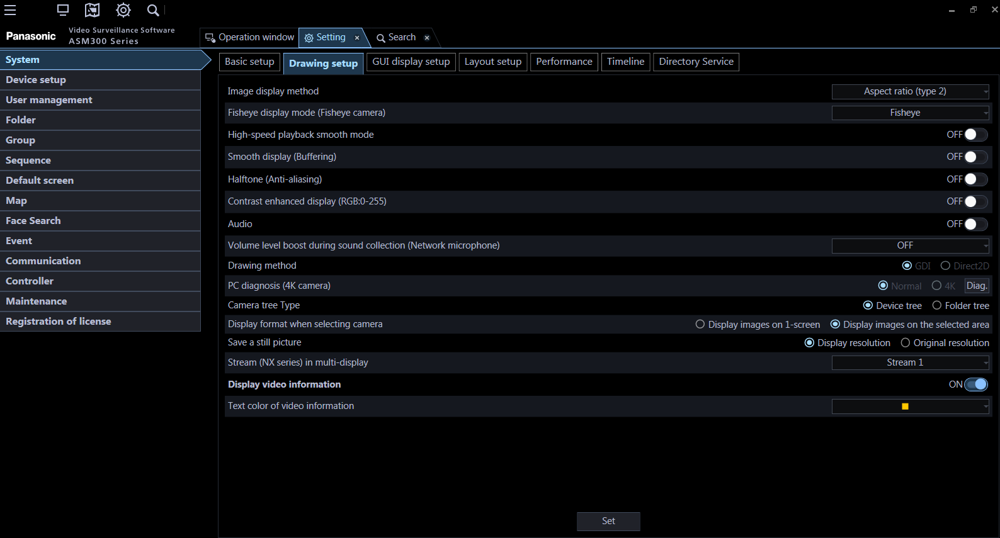 Panasonic
Video Surveillance Software
ASM300 Series
Operation window
Setting
Search
System
Device setup
User management
Folder
Group
Sequence
Default screen
Map
Face Search
Event
Communication
Controller
Maintenance
Registration of license
Basic setup
Drawing setup
GUI display setup
Layout setup
Performance
Timeline
Directory Service
Image display method
Aspect ratio (type 2)
Fisheye display mode (Fisheye camera)
Fisheye
High-speed playback smooth mode
OFF
Smooth display (Buffering)
OFF
Halftone (Anti-aliasing)
OFF
Contrast enhanced display (RGB:0-255)
OFF
Audio
OFF
Volume level boost during sound collection (Network microphone)
OFF
Drawing method
GDI Direct2D
PC diagnosis (4K camera)
Normal 4K Diag.
Camera tree Type
Device tree Folder tree
Display format when selecting camera
Display images on 1-screen Display images on the selected area
Save a still picture
Display resolution Original resolution
Stream (NX series) in multi-display
Stream 1
Display video information
ON
Text color of video information
Set